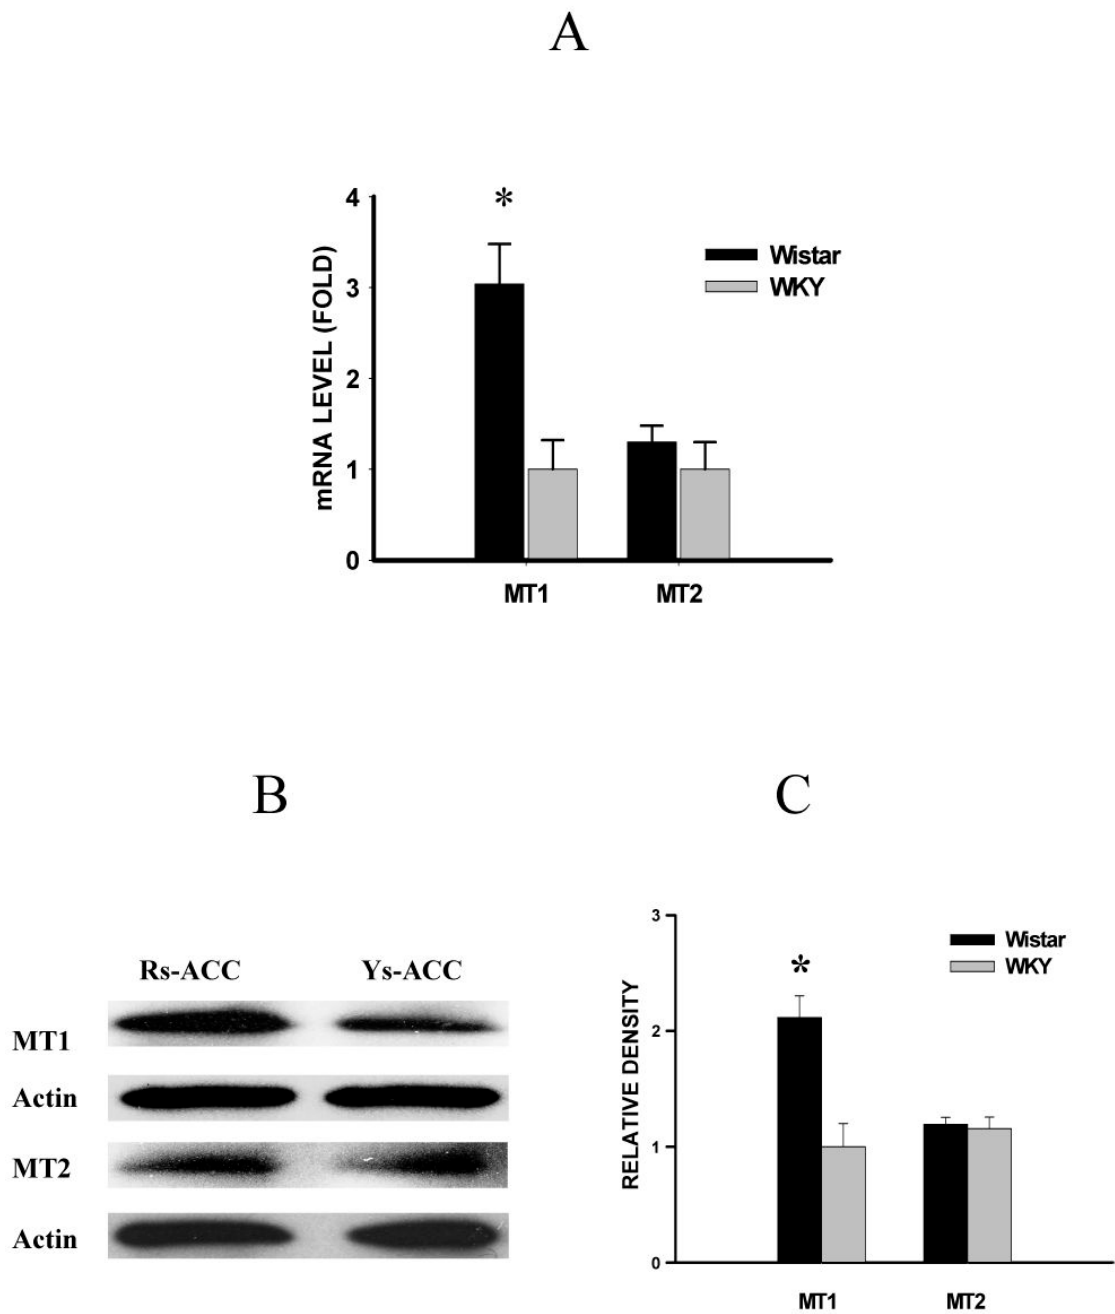 A
*
4
3
2
1
0
mRNA LEVEL (FOLD)
Wistar
WKY
MT1 MT2
B C
Rs-ACC Ys-ACC
MT1
Actin
MT2
Actin
*
3
2
1
0
RELATIVE DENSITY
Wistar
WKY
MT1 MT2